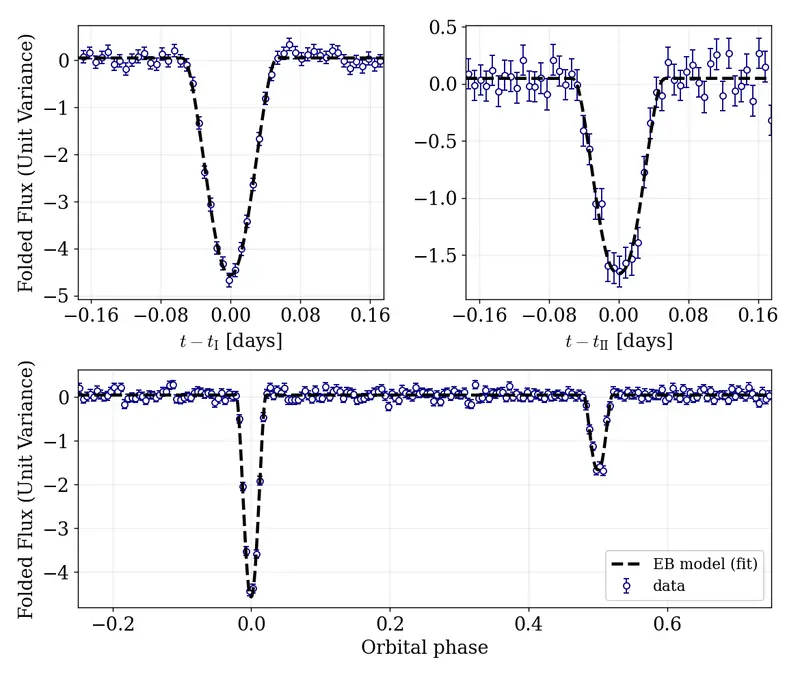 Folded Flux (Unit Variance)
0
−1
−2
−3
−4
−5
−0.16 −0.08 0.00 0.08 0.16
t − t_I [days]
0.5
0.0
−0.5
−1.0
−1.5
−0.16 −0.08 0.00 0.08 0.16
t − t_II [days]
Folded Flux (Unit Variance)
0
−1
−2
−3
−4
EB model (fit)
data
−0.2 0.0 0.2 0.4 0.6
Orbital phase